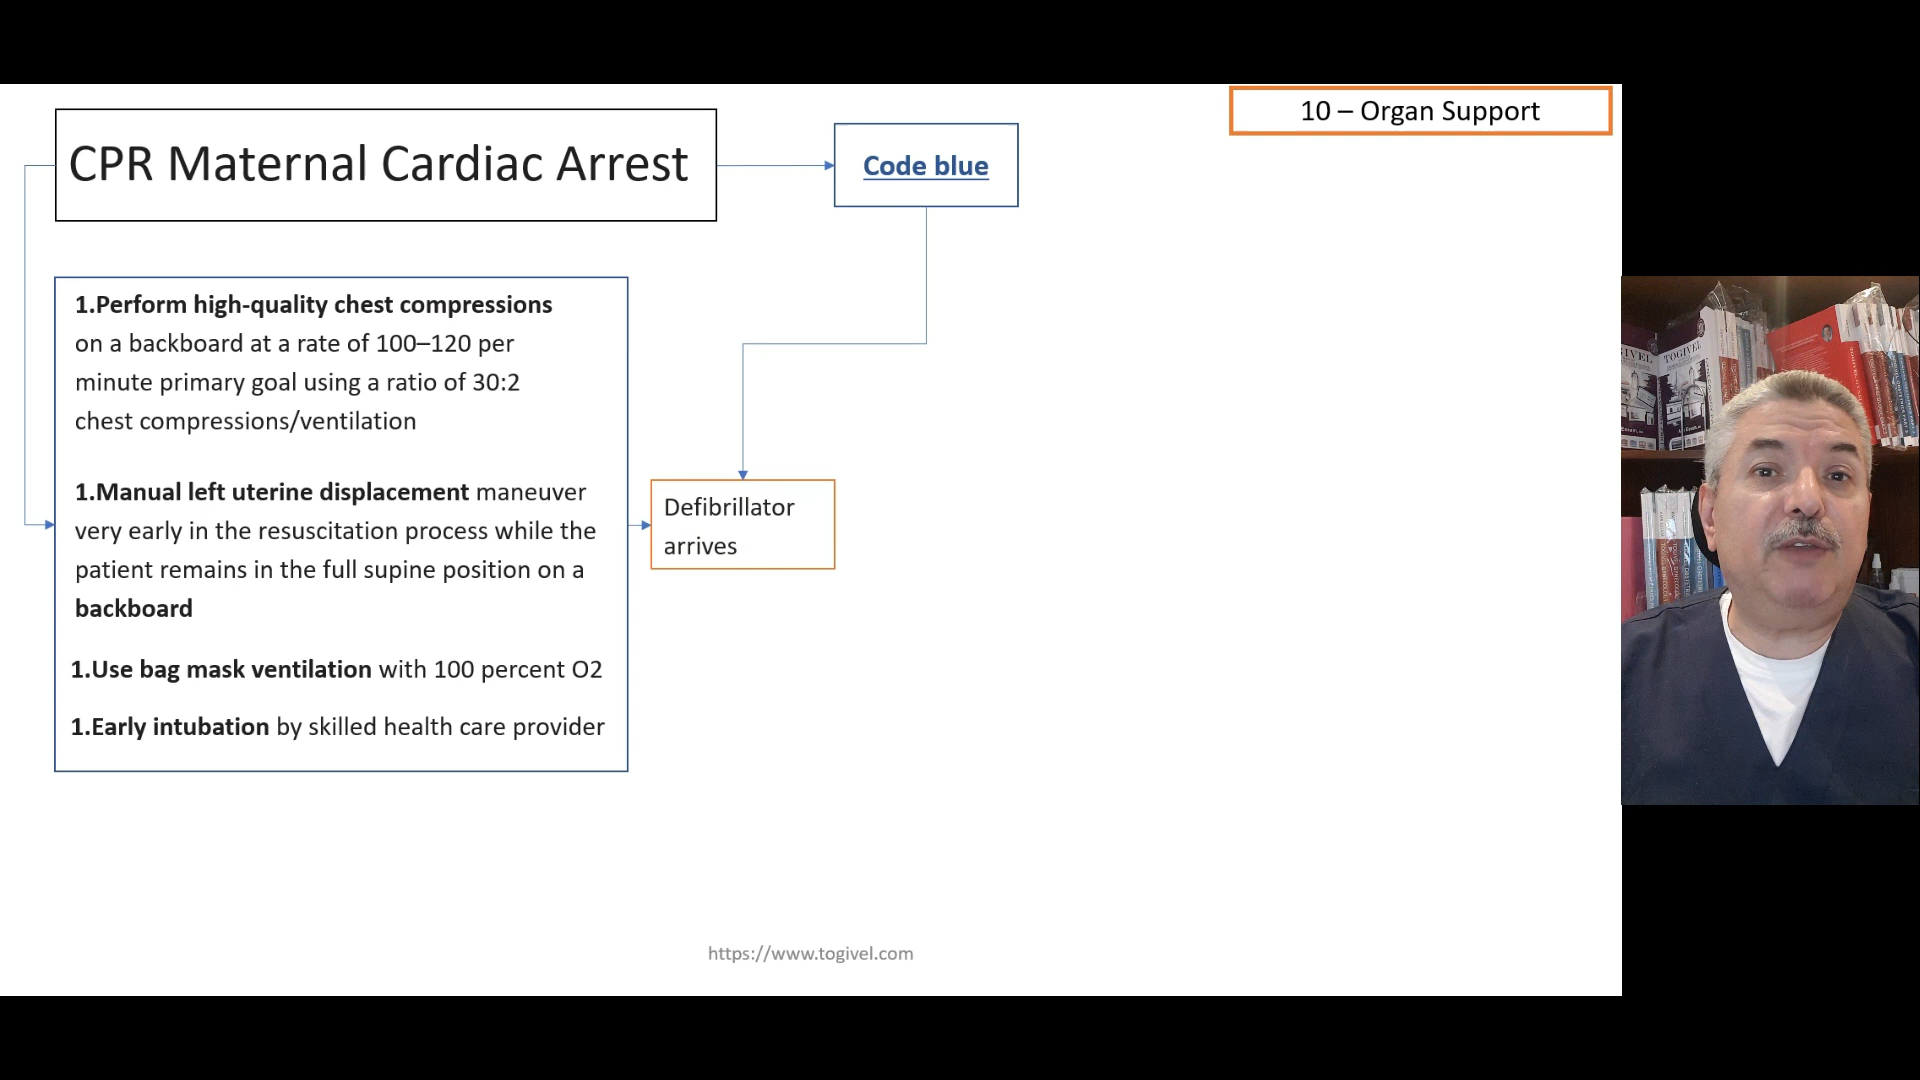 10 – Organ Support
CPR Maternal Cardiac Arrest
Code blue
1.Perform high-quality chest compressions
on a backboard at a rate of 100–120 per
minute primary goal using a ratio of 30:2
chest compressions/ventilation
1.Manual left uterine displacement maneuver
very early in the resuscitation process while the
patient remains in the full supine position on a
backboard
1.Use bag mask ventilation with 100 percent O2
1.Early intubation by skilled health care provider
Defibrillator
arrives
https://www.togivel.com
TOGIVEL